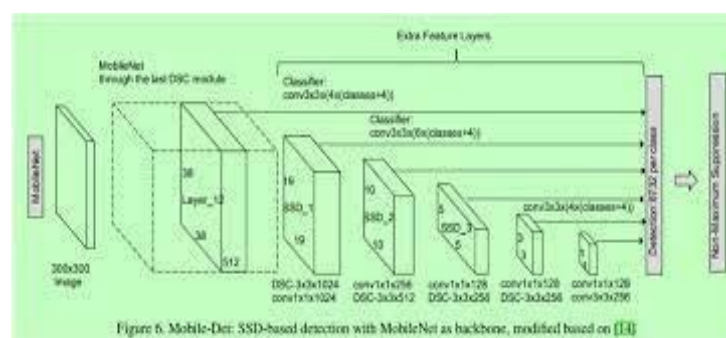 Extra Feature Layers
MobileNet
through the last DSC module
Classifier:
conv3x3x(4x(classes+4))
Classifier:
conv3x3x(6x(classes+4))
MobileNet
300x300
Image
38
Layer_12
38
512
19
SSD_1
19
DSC-3x3x1024
conv1x1x1024
10
SSD_2
10
conv1x1x256
DSC-3x3x512
5
SSD_3
5
conv1x1x128
DSC-3x3x256
conv3x3x(4x(classes+4))
3
3
conv1x1x128
DSC-3x3x256
conv1x1x128
conv3x3x256
Detection 8732 per class
Non-Maximum Suppression
Figure 6. Mobile-Det: SSD-based detection with MobileNet as backbone, modified based on [14]